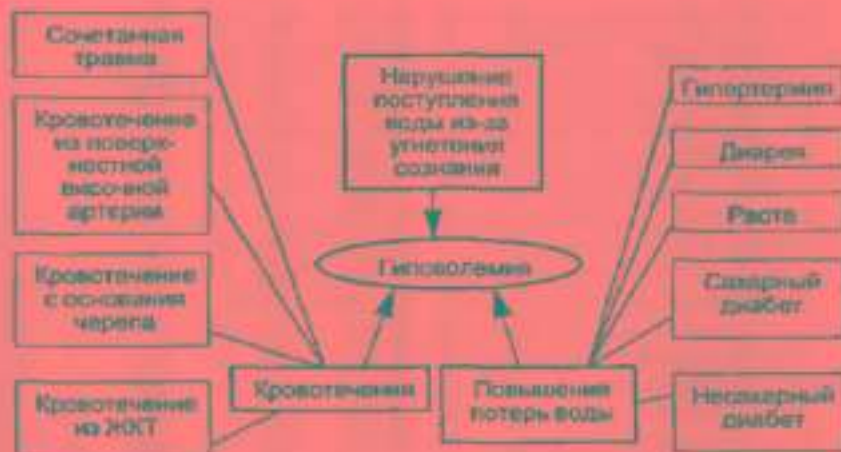 Сочетанная
травма
Кровотечение
из поверх-
ностной
височной
артерии
Кровотечение
с основания
черепа
Кровотечение
из ЖКТ
Нарушение
поступления
воды из-за
угнетения
сознания
Гиповолемия
Кровотечения
Повышения
потерь воды
Гипертермия
Диарея
Рвота
Сахарный
диабет
Несахарный
диабет